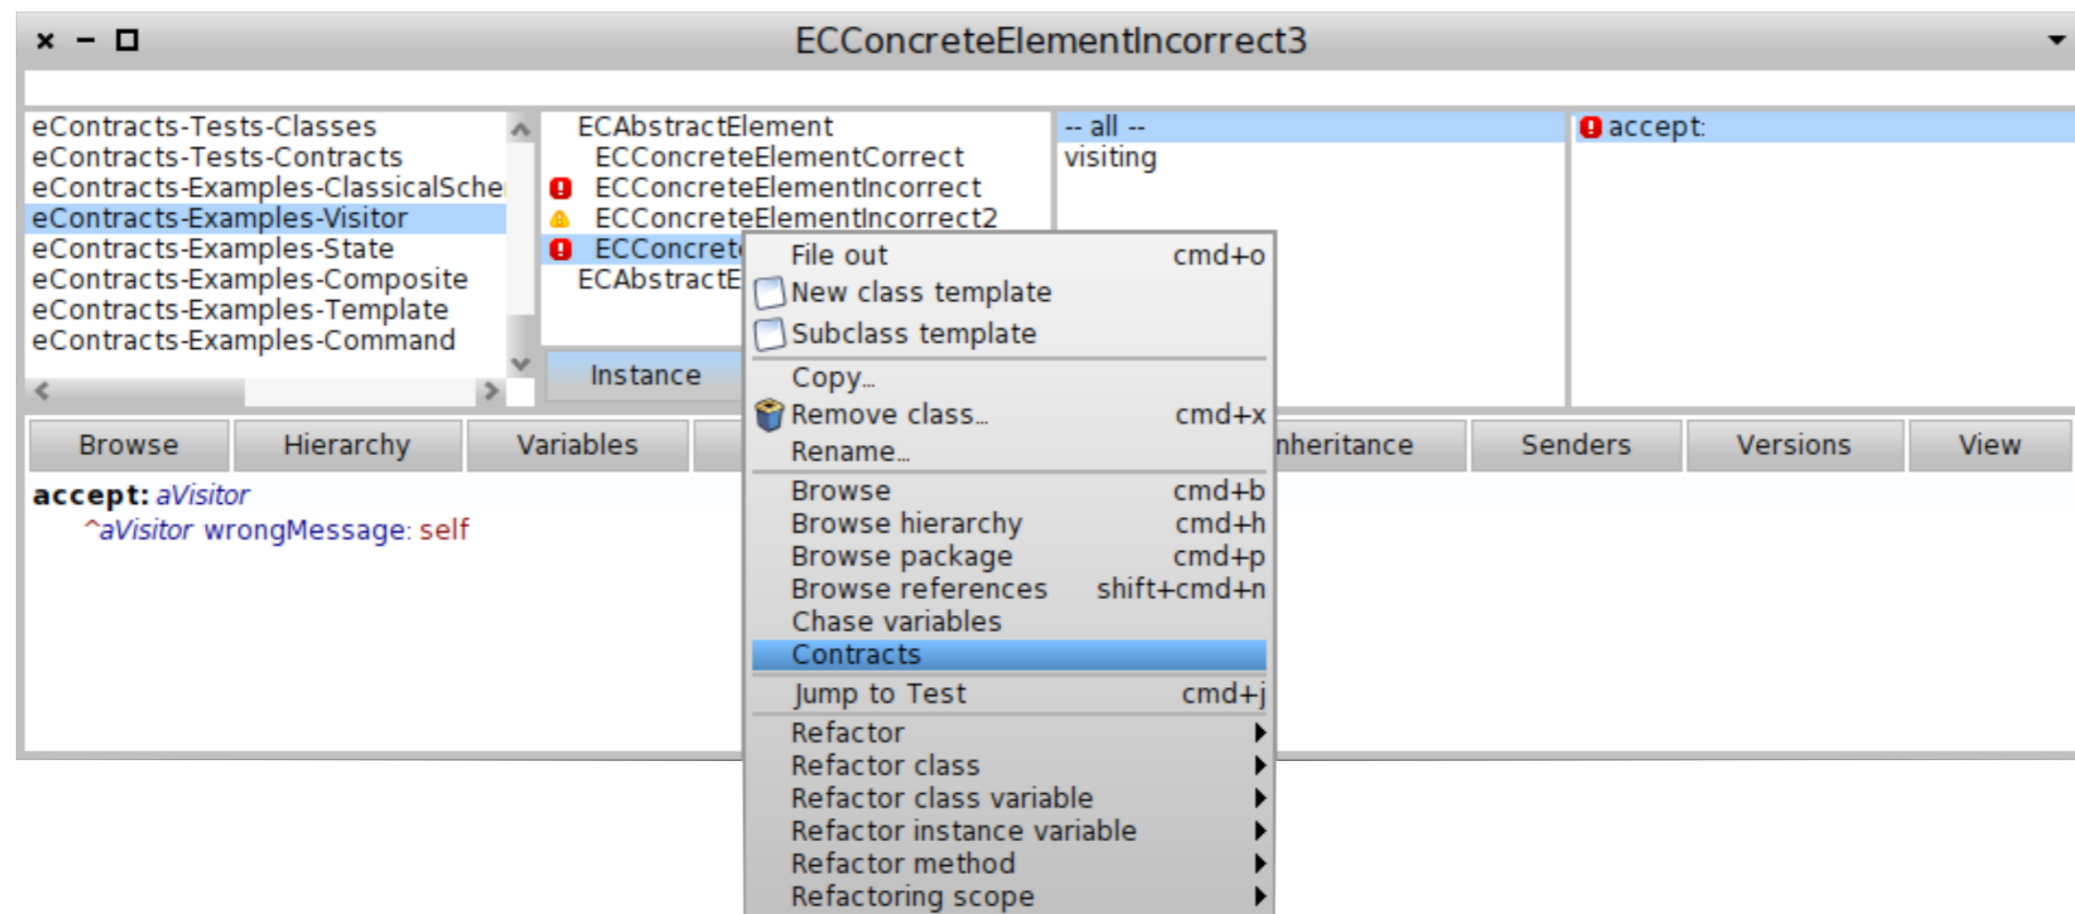 ECConcreteElementIncorrect3
eContracts-Tests-Classes
eContracts-Tests-Contracts
eContracts-Examples-ClassicalSche
eContracts-Examples-Visitor
eContracts-Examples-State
eContracts-Examples-Composite
eContracts-Examples-Template
eContracts-Examples-Command
ECAbstractElement
ECConcreteElementCorrect
ECConcreteElementIncorrect
ECConcreteElementIncorrect2
ECConcrete
ECAbstractE
Instance
-- all --
visiting
accept:
File out cmd+o
New class template
Subclass template
Copy…
Remove class… cmd+x
Rename…
Browse cmd+b
Browse hierarchy cmd+h
Browse package cmd+p
Browse references shift+cmd+n
Chase variables
Contracts
Jump to Test cmd+j
Refactor
Refactor class
Refactor class variable
Refactor instance variable
Refactor method
Refactoring scope
Browse Hierarchy Variables nheritance Senders Versions View
accept: aVisitor
^aVisitor wrongMessage: self